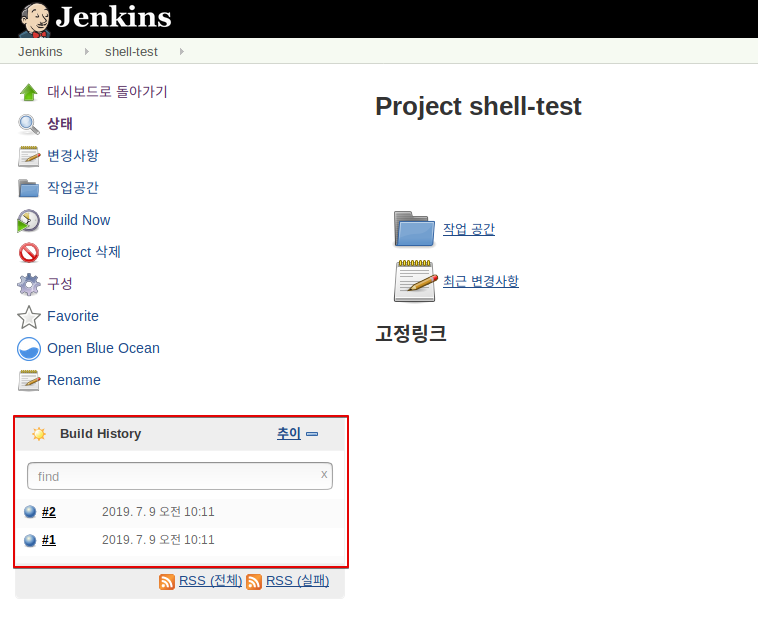 Jenkins
Jenkins shell-test
대시보드로 돌아가기
상태
변경사항
작업공간
Build Now
Project 삭제
구성
Favorite
Open Blue Ocean
Rename
Build History 추이
find x
#2 2019. 7. 9 오전 10:11
#1 2019. 7. 9 오전 10:11
RSS (전체) RSS (실패)
Project shell-test
작업 공간
최근 변경사항
고정링크